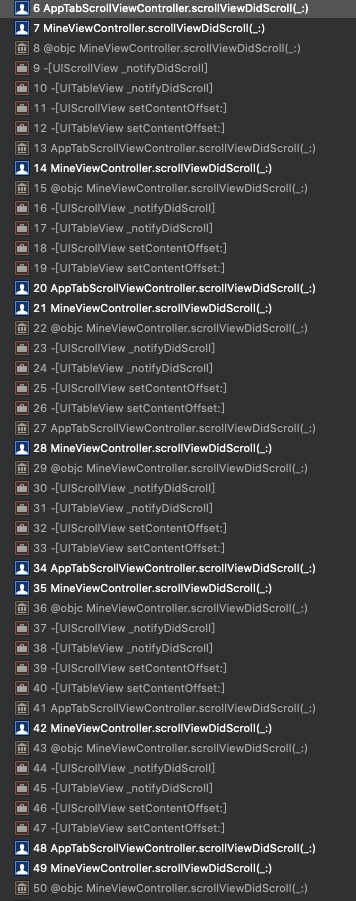 6 AppTabScrollViewController.scrollViewDidScroll(_:)
7 MineViewController.scrollViewDidScroll(_:)
8 @objc MineViewController.scrollViewDidScroll(_:)
9 -[UIScrollView _notifyDidScroll]
10 -[UITableView _notifyDidScroll]
11 -[UIScrollView setContentOffset:]
12 -[UITableView setContentOffset:]
13 AppTabScrollViewController.scrollViewDidScroll(_:)
14 MineViewController.scrollViewDidScroll(_:)
15 @objc MineViewController.scrollViewDidScroll(_:)
16 -[UIScrollView _notifyDidScroll]
17 -[UITableView _notifyDidScroll]
18 -[UIScrollView setContentOffset:]
19 -[UITableView setContentOffset:]
20 AppTabScrollViewController.scrollViewDidScroll(_:)
21 MineViewController.scrollViewDidScroll(_:)
22 @objc MineViewController.scrollViewDidScroll(_:)
23 -[UIScrollView _notifyDidScroll]
24 -[UITableView _notifyDidScroll]
25 -[UIScrollView setContentOffset:]
26 -[UITableView setContentOffset:]
27 AppTabScrollViewController.scrollViewDidScroll(_:)
28 MineViewController.scrollViewDidScroll(_:)
29 @objc MineViewController.scrollViewDidScroll(_:)
30 -[UIScrollView _notifyDidScroll]
31 -[UITableView _notifyDidScroll]
32 -[UIScrollView setContentOffset:]
33 -[UITableView setContentOffset:]
34 AppTabScrollViewController.scrollViewDidScroll(_:)
35 MineViewController.scrollViewDidScroll(_:)
36 @objc MineViewController.scrollViewDidScroll(_:)
37 -[UIScrollView _notifyDidScroll]
38 -[UITableView _notifyDidScroll]
39 -[UIScrollView setContentOffset:]
40 -[UITableView setContentOffset:]
41 AppTabScrollViewController.scrollViewDidScroll(_:)
42 MineViewController.scrollViewDidScroll(_:)
43 @objc MineViewController.scrollViewDidScroll(_:)
44 -[UIScrollView _notifyDidScroll]
45 -[UITableView _notifyDidScroll]
46 -[UIScrollView setContentOffset:]
47 -[UITableView setContentOffset:]
48 AppTabScrollViewController.scrollViewDidScroll(_:)
49 MineViewController.scrollViewDidScroll(_:)
50 @objc MineViewController.scrollViewDidScroll(_:)